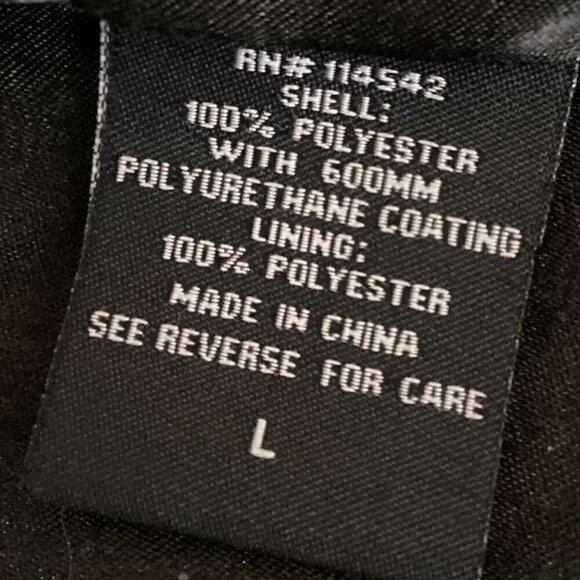 RN# 114542
SHELL:
100% POLYESTER
WITH 600MM
POLYURETHANE COATING
LINING:
100% POLYESTER
MADE IN CHINA
SEE REVERSE FOR CARE
L